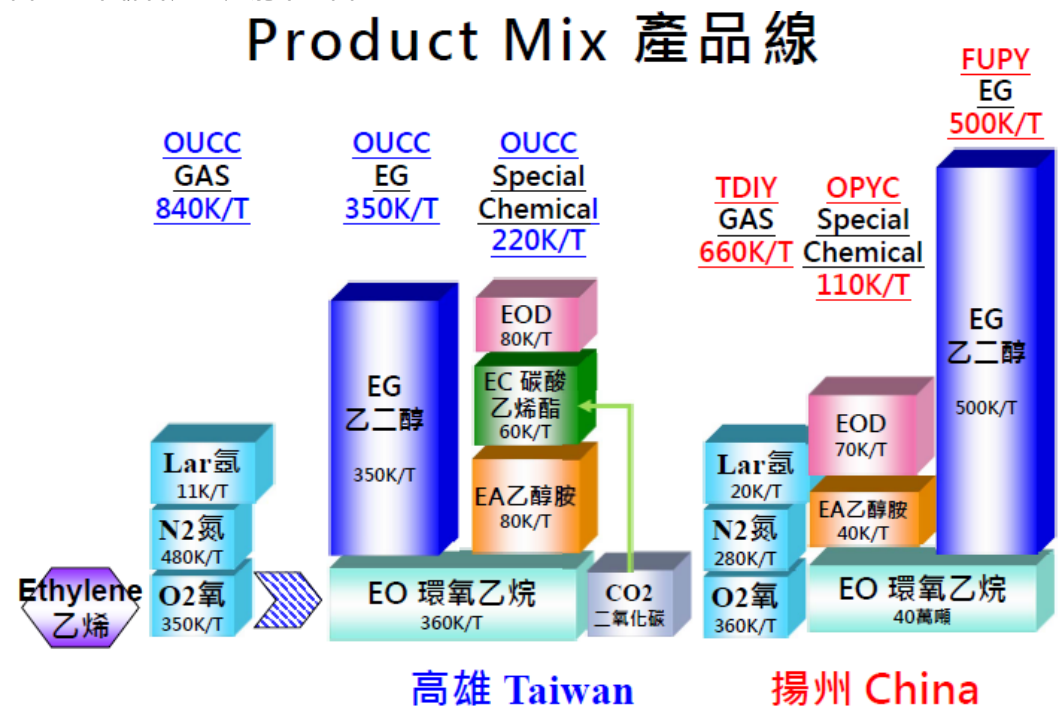 Product Mix 產品線
OUCC
GAS
840K/T
OUCC
EG
350K/T
OUCC
Special
Chemical
220K/T
TDIY
GAS
660K/T
OPYC
Special
Chemical
110K/T
FUPY
EG
500K/T
Ethylene
乙烯
Lar氬
11K/T
N2氮
480K/T
O2氧
350K/T
EG
乙二醇
350K/T
EOD
80K/T
EC 碳酸
乙烯酯
60K/T
EA乙醇胺
80K/T
EO 環氧乙烷
360K/T
CO2
二氧化碳
Lar氬
20K/T
N2氮
280K/T
O2氧
360K/T
EOD
70K/T
EA乙醇胺
40K/T
EG
乙二醇
500K/T
EO 環氧乙烷
40萬噸
高雄 Taiwan
揚州 China